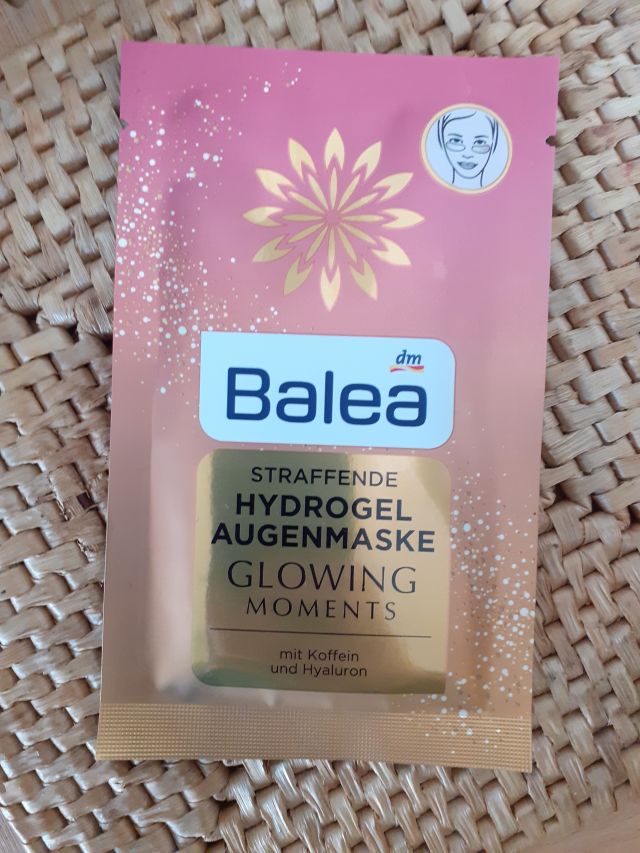 dm
Balea
STRAFFENDE
HYDROGEL
AUGENMASKE
GLOWING
MOMENTS
mit Koffein
und Hyaluron